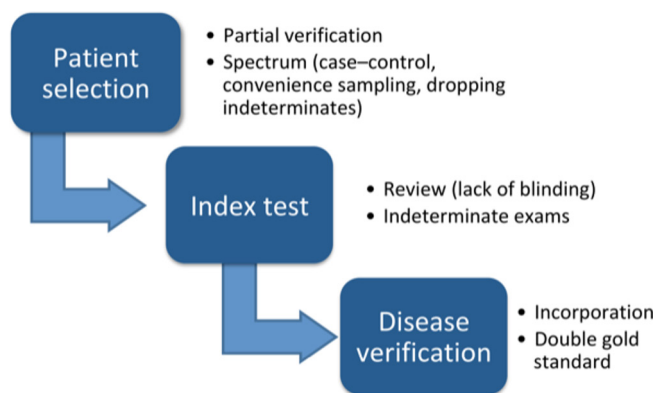 Patient
selection
• Partial verification
• Spectrum (case–control,
convenience sampling, dropping
indeterminates)
Index test
• Review (lack of blinding)
• Indeterminate exams
Disease
verification
• Incorporation
• Double gold
standard